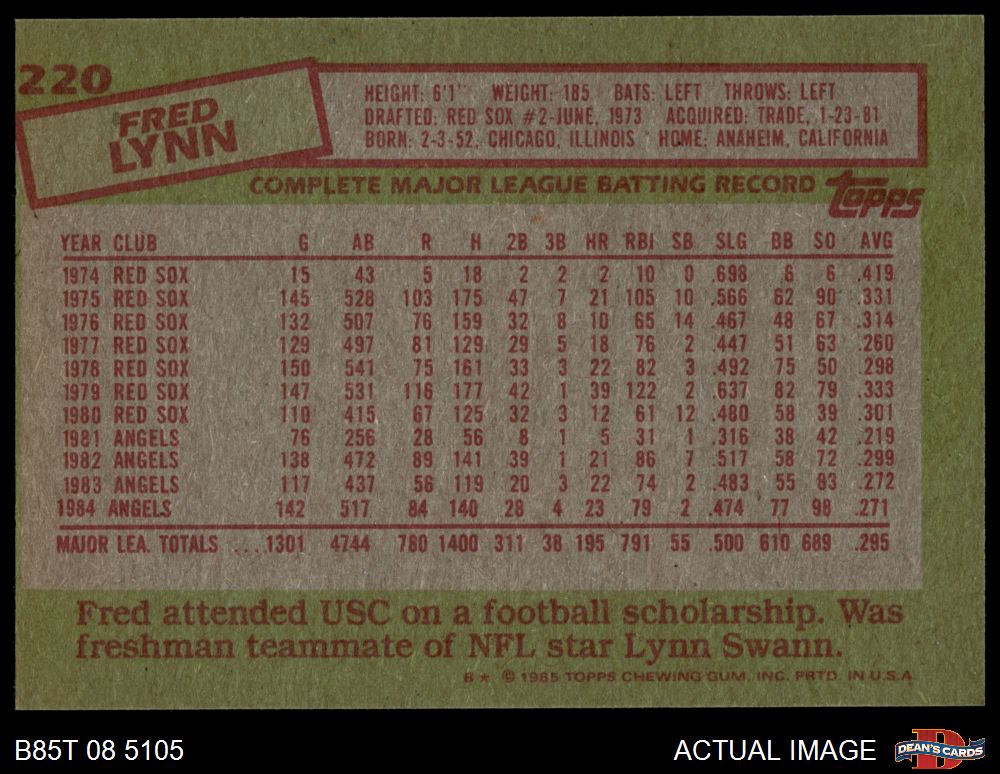 220
FRED
LYNN
HEIGHT: 6'1" WEIGHT: 185 BATS: LEFT THROWS: LEFT
DRAFTED: RED SOX #2-JUNE, 1973 ACQUIRED: TRADE, 1-23-81
BORN: 2-3-52, CHICAGO, ILLINOIS HOME: ANAHEIM, CALIFORNIA
COMPLETE MAJOR LEAGUE BATTING RECORD topps
YEAR CLUB G AB R H 2B 3B HR RBI SB SLG BB SO AVG
1974 RED SOX 15 43 5 18 2 2 2 10 0 .698 6 6 .419
1975 RED SOX 145 528 103 175 47 7 21 105 10 .566 62 90 .331
1976 RED SOX 132 507 76 159 32 8 10 65 14 .467 48 67 .314
1977 RED SOX 129 497 81 129 29 5 18 76 2 .447 51 63 .260
1978 RED SOX 150 541 75 161 33 3 22 82 3 .492 75 50 .298
1979 RED SOX 147 531 116 177 42 1 39 122 2 .637 82 79 .333
1980 RED SOX 110 415 67 125 32 3 12 61 12 .480 58 39 .301
1981 ANGELS 76 256 28 56 8 1 5 31 1 .316 38 42 .219
1982 ANGELS 138 472 89 141 39 1 21 86 7 .517 58 72 .299
1983 ANGELS 117 437 56 119 20 3 22 74 2 .483 55 83 .272
1984 ANGELS 142 517 84 140 28 4 23 79 2 .474 77 98 .271
MAJOR LEA. TOTALS ....1301 4744 780 1400 311 38 195 791 55 .500 610 689 .295
Fred attended USC on a football scholarship. Was
freshman teammate of NFL star Lynn Swann.
B* © 1985 TOPPS CHEWING GUM, INC. PRTD. IN U.S.A.
B85T 08 5105 ACTUAL IMAGE DEAN'S CARDS